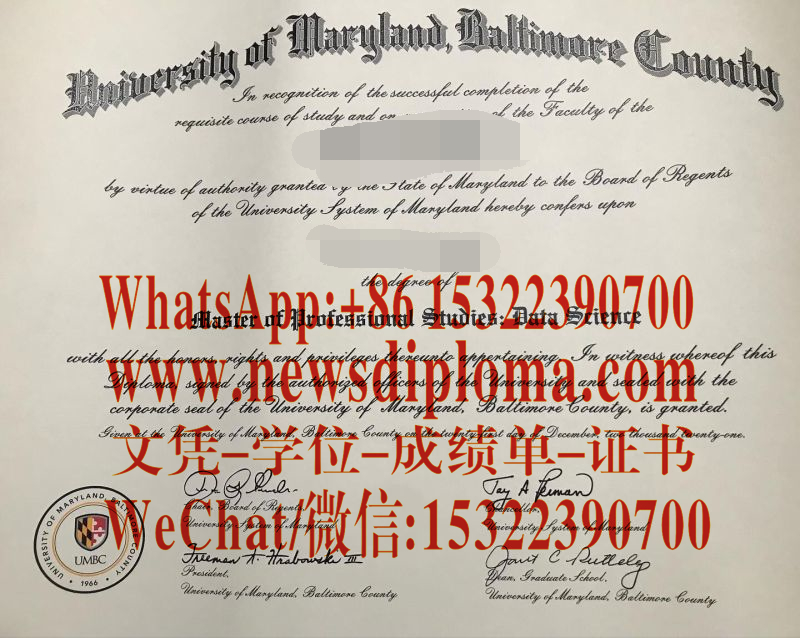 University of Maryland, Baltimore County
In recognition of the successful completion of the
requisite course of study and on of the Faculty of the
by virtue of authority granted by the State of Maryland to the Board of Regents
of the University System of Maryland hereby confers upon
the degree of
WhatsApp:+86 15322390700
Master of Professional Studies: Data Science
with all the honors, rights and privileges thereunto appertaining. In witness whereof this
www.newsdiploma.com
Diploma, signed by the authorized officers of the University and sealed with the
corporate seal of the University of Maryland, Baltimore County, is granted.
Given at the University of Maryland, Baltimore County on the twenty-first day of December, two thousand twenty-one.
文凭-学位-成绩单-证书
Chair, Board of Regents,
University System of Maryland
Chancellor,
University System of Maryland
WeChat/微信:15322390700
Freeman A. Hrabowski III
President,
University of Maryland, Baltimore County
Dean, Graduate School,
University of Maryland, Baltimore County
UNIVERSITY OF MARYLAND, BALTIMORE COUNTY
UMBC
1966